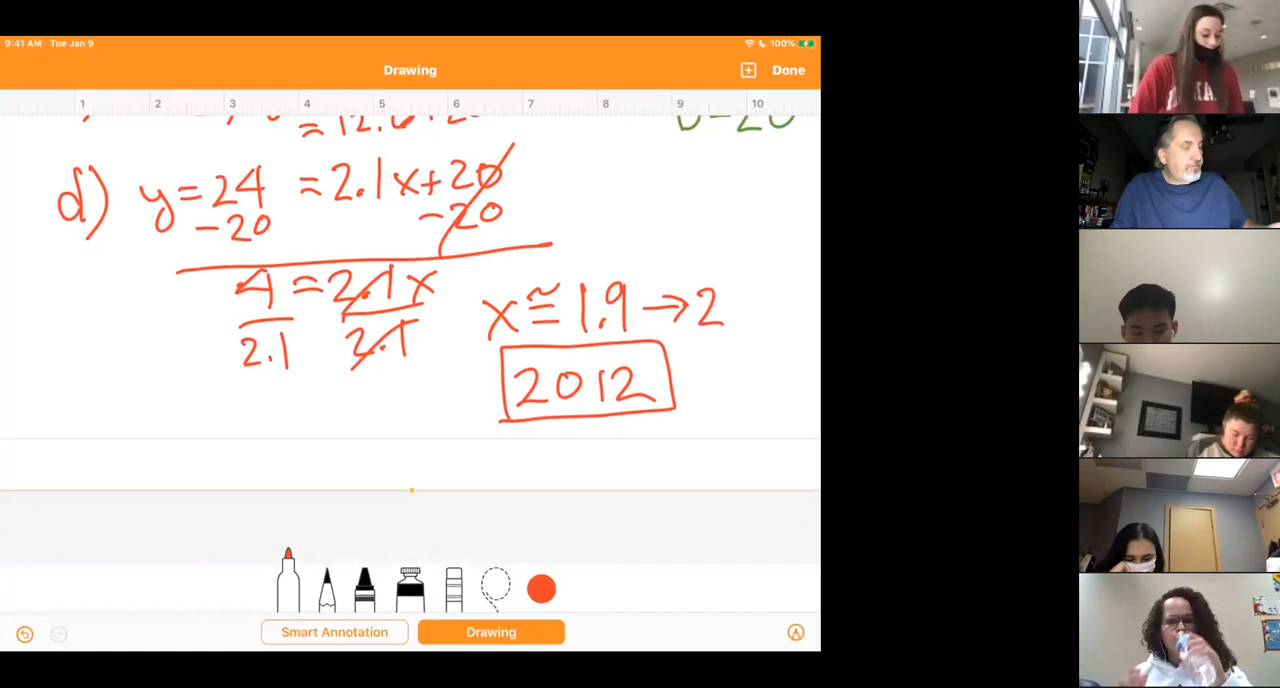 9:41 AM Tue Jan 9
100%
Drawing
Done
1 2 3 4 5 6 7 8 9 10
d) y = 24 = 2.1x + 20
- 20 - 20
4 = 2.1x
2.1 2.1
x ≅ 1.9 → 2
2012
Smart Annotation
Drawing